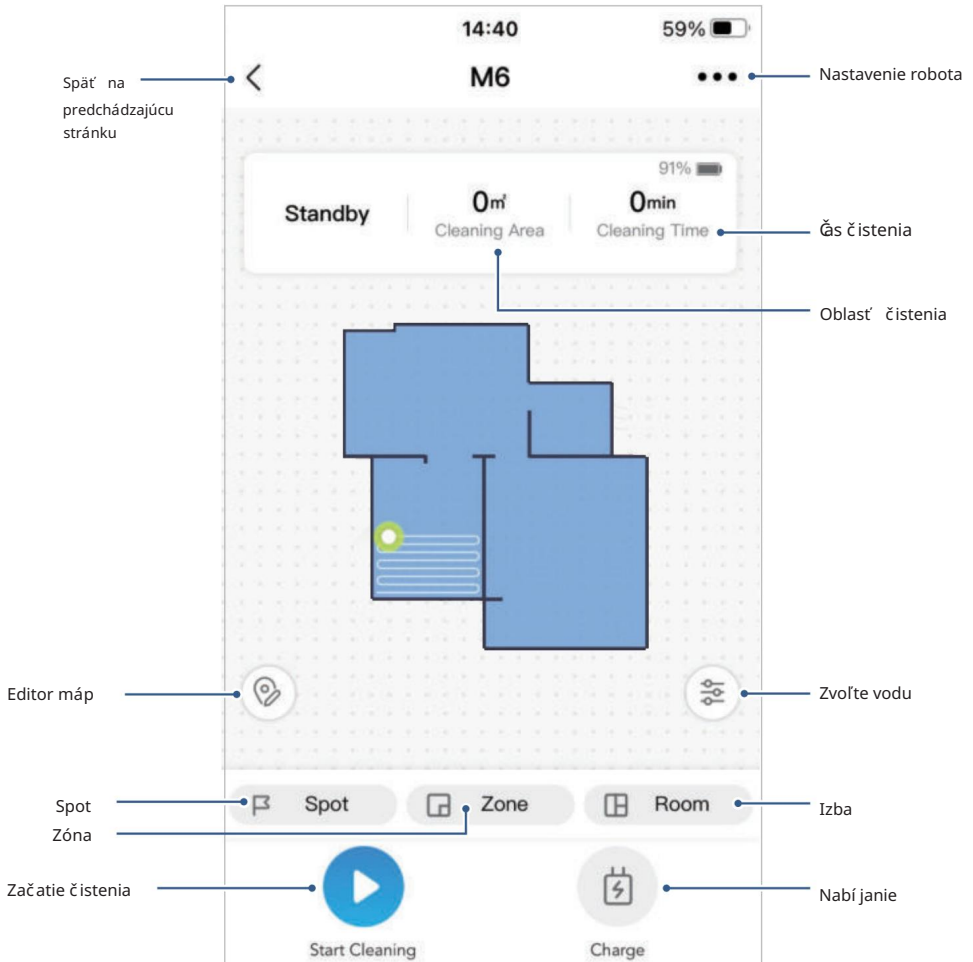 14:40 59%
Späť na
predchádzajúcu
stránku
M6
Nastavenie robota
91%
Standby
0㎡
Cleaning Area
0min
Cleaning Time
Čas čistenia
Oblasť čistenia
Editor máp
Zvoľte vodu
Spot
Zóna
Spot
Zone
Room
Izba
Začatie čistenia
Nabíjanie
Start Cleaning
Charge